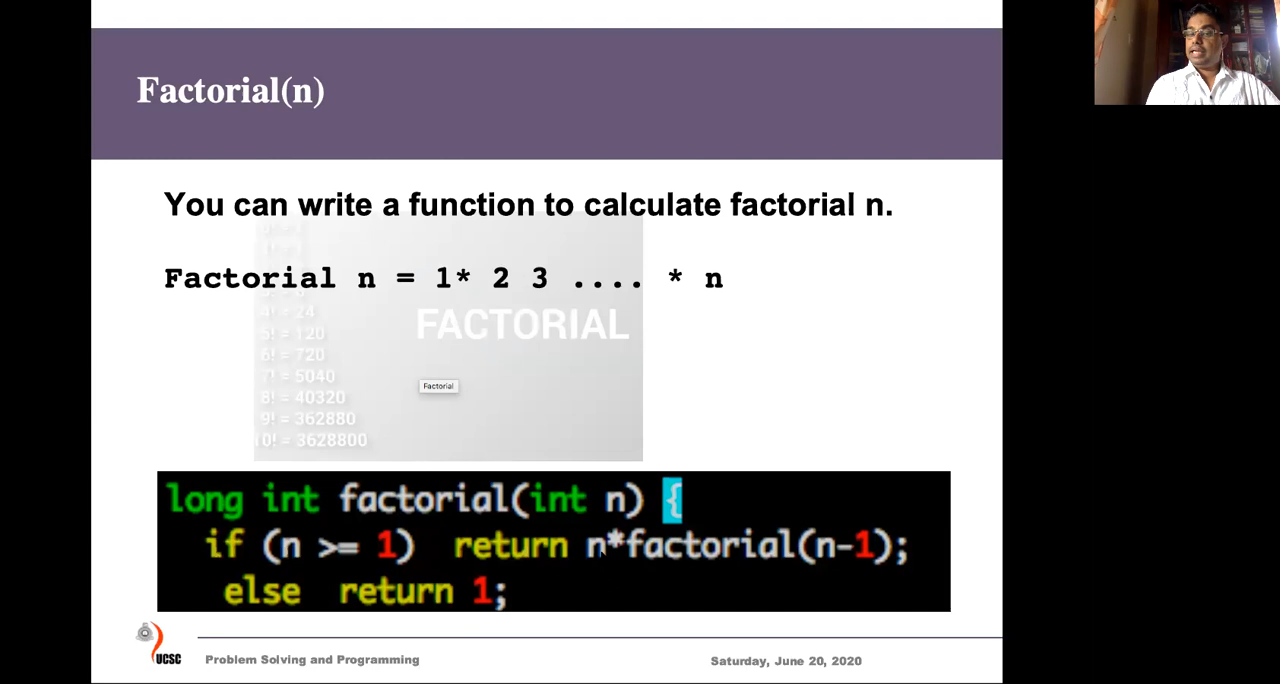 Factorial(n)
You can write a function to calculate factorial n.
Factorial n = 1* 2 3 .... * n
4! = 24
FACTORIAL
5! = 120
6! = 720
7! = 5040
Factorial
8! = 40320
9! = 362880
10! = 3628800
long int factorial(int n) {
if (n >= 1) return n*factorial(n-1);
else return 1;
UCSC
Problem Solving and Programming
Saturday, June 20, 2020